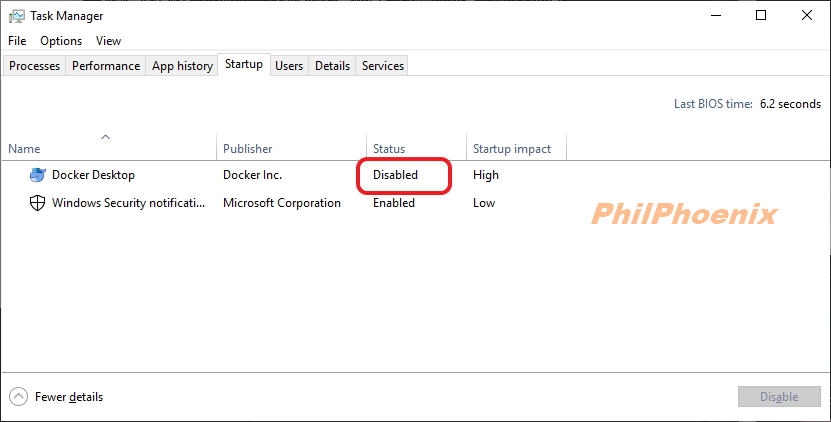 Task Manager
File Options View
Processes Performance App history Startup Users Details Services
Last BIOS time: 6.2 seconds
Name Publisher Status Startup impact
Docker Desktop Docker Inc. Disabled High
Windows Security notificati... Microsoft Corporation Enabled Low
PhilPhoenix
Fewer details Disable